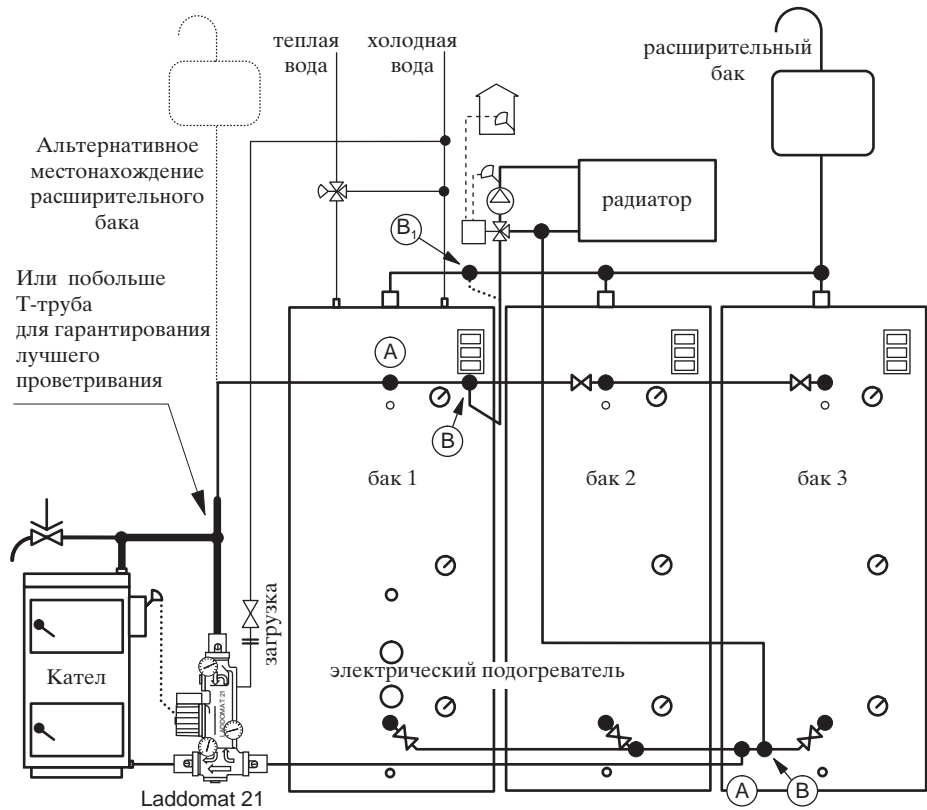 теплая
вода
холодная
вода
расширительный
бак
Альтернативное
местонахождение
расширительного
бака
радиатор
B1
Или побольше
Т-труба
для гарантирования
лучшего
проветривания
A
B
бак 1
бак 2
бак 3
загрузка
Кател
электрический подогреватель
LADDOMAT 21
A
B
Laddomat 21